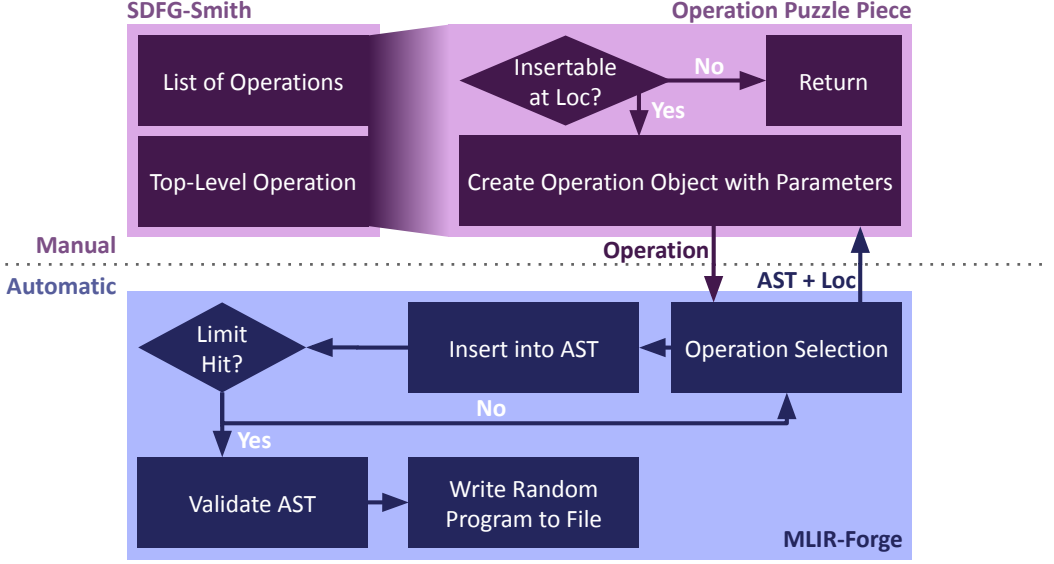 SDFG-Smith
Operation Puzzle Piece
List of Operations
Insertable
at Loc?
No
Return
Yes
Top-Level Operation
Create Operation Object with Parameters
Manual
Operation
Automatic
AST + Loc
Limit
Hit?
Insert into AST
Operation Selection
No
Yes
Validate AST
Write Random
Program to File
MLIR-Forge